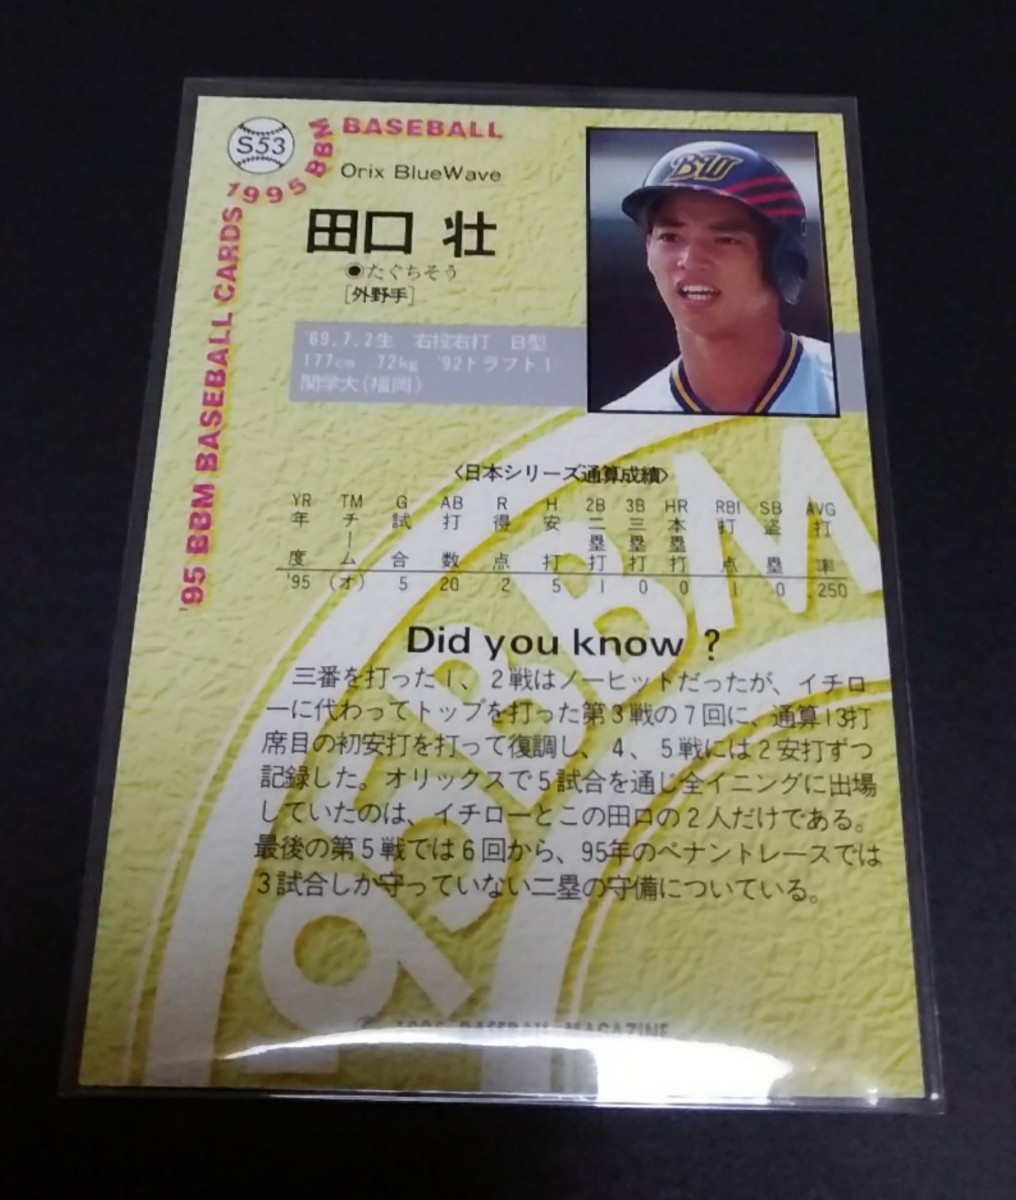 S53
1995 BBM BASEBALL
'95 BBM BASEBALL CARDS
BW
Orix BlueWave
田口 壮
●たぐちそう
[外野手]
'69.7.2生 右投右打 B型
177cm 72kg '92ドラフト1
関学大(福岡)
〈日本シリーズ通算成績〉
YR TM G AB R H 2B 3B HR RBI SB AVG
年度 チーム 試合 打数 得点 安打 二塁打 三塁打 本塁打 打点 盗塁 打率
'95 (オ) 5 20 2 5 1 0 0 1 0 .250
Did you know ?
三番を打った1、2戦はノーヒットだったが、イチロ
ーに代わってトップを打った第3戦の7回に、通算13打
席目の初安打を打って復調し、4、5戦には2安打ずつ
記録した。オリックスで5試合を通じ全イニングに出場
していたのは、イチローとこの田口の2人だけである。
最後の第5戦では6回から、95年のペナントレースでは
3試合しか守っていない二塁の守備についている。
'95 BBM
BASEBALL MAGAZINE